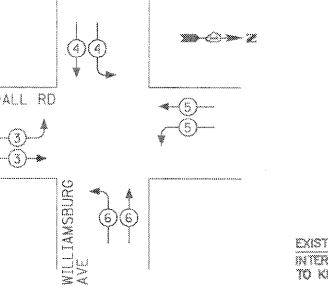 4 4
N
ALL RD
5
5
3
3
6 6
WILLIAMSBURG
AVE
EXIST
INTER
TO KI